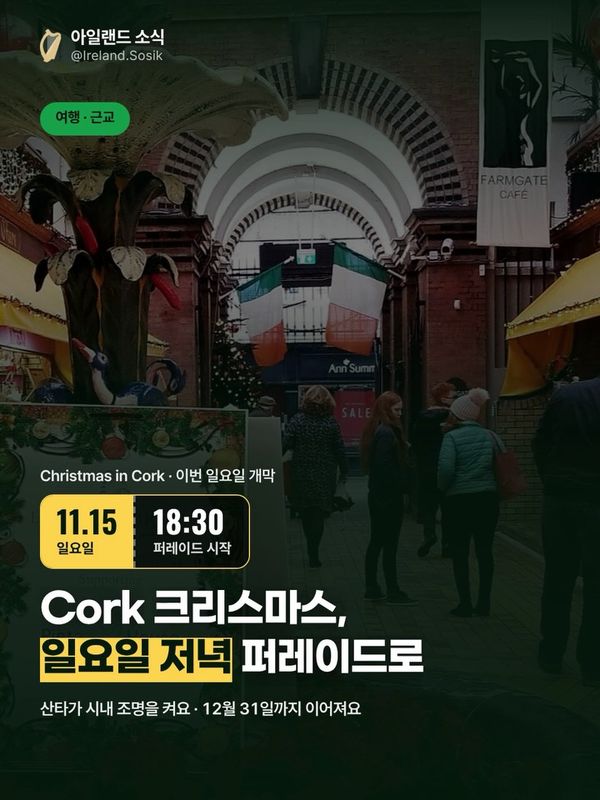 아일랜드 소식
@Ireland.Sosik
여행 · 근교
FARMGATE
CAFÉ
Ann Summ
SALE
Christmas in Cork · 이번 일요일 개막
11.15
일요일
18:30
퍼레이드 시작
Cork 크리스마스,
일요일 저녁 퍼레이드로
산타가 시내 조명을 켜요 · 12월 31일까지 이어져요